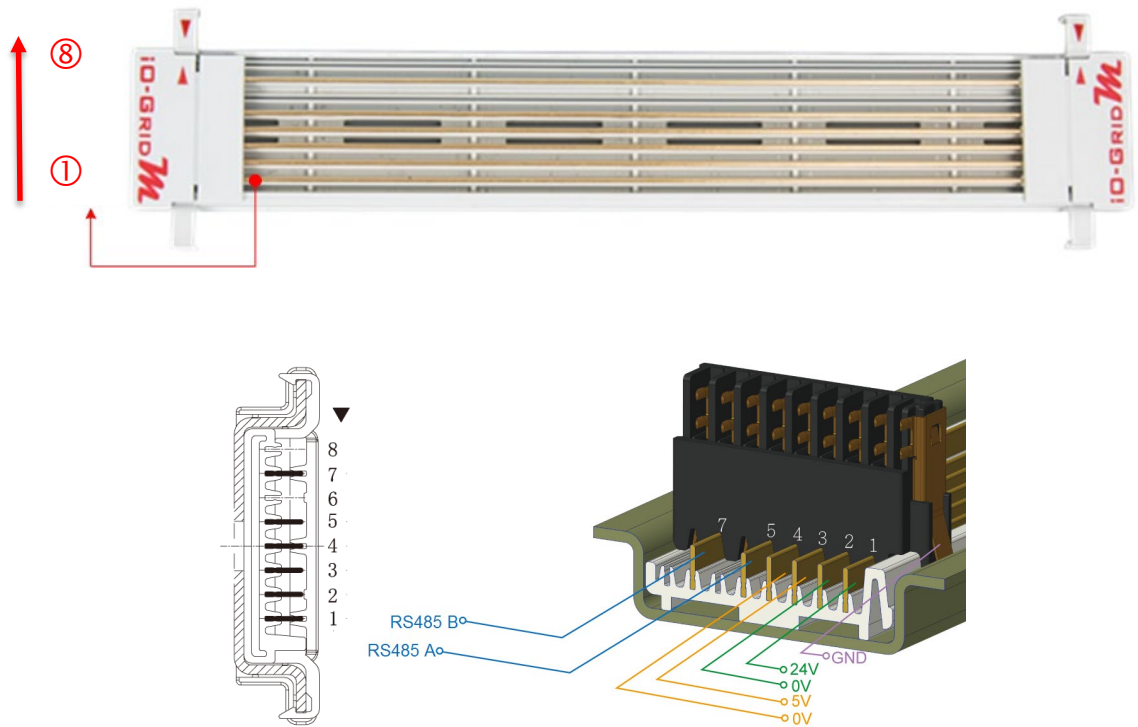 ⑧
①
iO-GRID M
iO-GRID M
8
7
6
5
4
3
2
1
7 5 4 3 2 1
RS485 B
RS485 A
GND
24V
0V
5V
0V